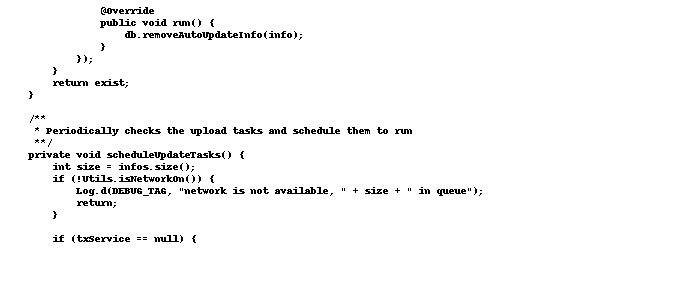 @Override
public void run() {
db.removeAutoUpdateInfo(info);
}
});
}
return exist;
}
/**
* Periodically checks the upload tasks and schedule them to run
**/
private void scheduleUpdateTasks() {
int size = infos.size();
if (!Utils.isNetworkOn()) {
Log.d(DEBUG_TAG, "network is not available, " + size + " in queue");
return;
}
if (txService == null) {